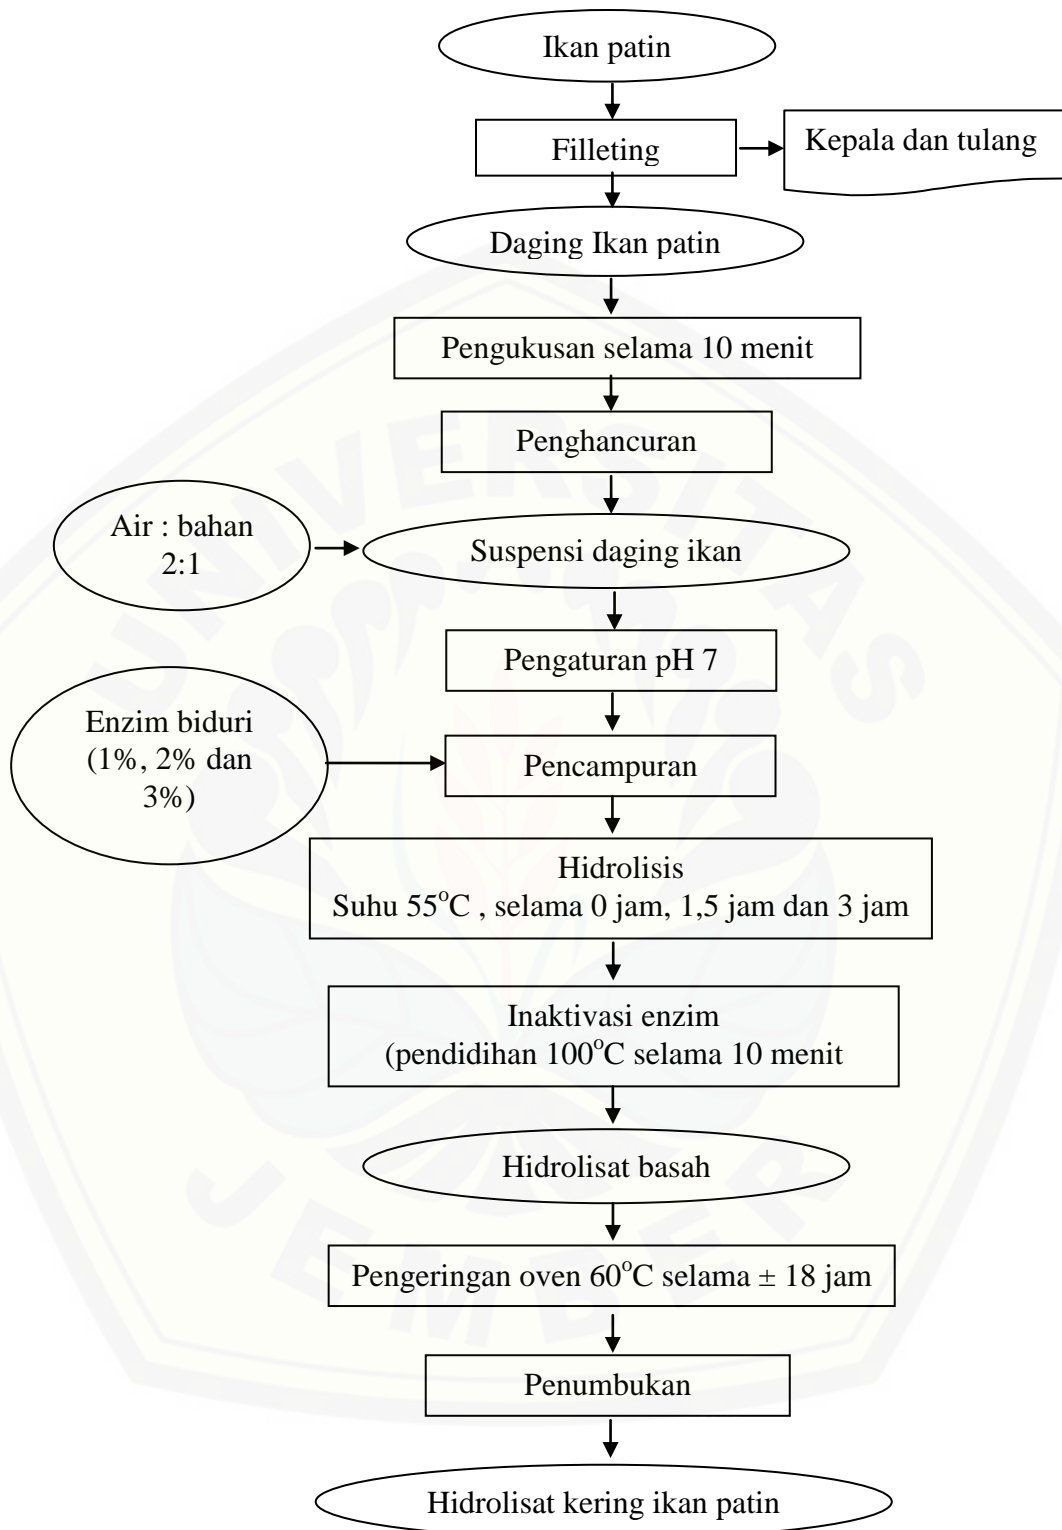 Ikan patin
Filleting
Kepala dan tulang
Daging Ikan patin
Pengukusan selama 10 menit
Penghancuran
Air : bahan
2:1
Suspensi daging ikan
Pengaturan pH 7
Enzim biduri
(1%, 2% dan
3%)
Pencampuran
Hidrolisis
Suhu 55°C , selama 0 jam, 1,5 jam dan 3 jam
Inaktivasi enzim
(pendidihan 100°C selama 10 menit
Hidrolisat basah
Pengeringan oven 60°C selama ± 18 jam
Penumbukan
Hidrolisat kering ikan patin
UNIVERSITAS
JEMBER